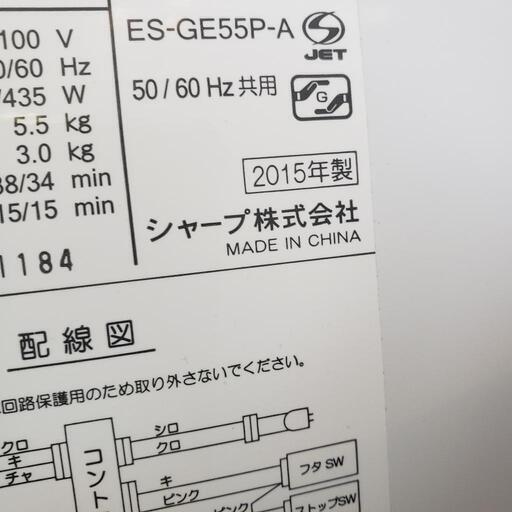 100 V
ES-GE55P-A
JET
0/60 Hz
/435 W
50/60 Hz共用
G
5.5 kg
3.0 kg
38/34 min
2015年製
15/15 min
シャープ株式会社
MADE IN CHINA
1184
配線図
回路保護用のため取り外さないでください。
シロ
クロ
クロ
キ
チャ
コント
キ
ピンク
フタSW
ピンク
ストップSW